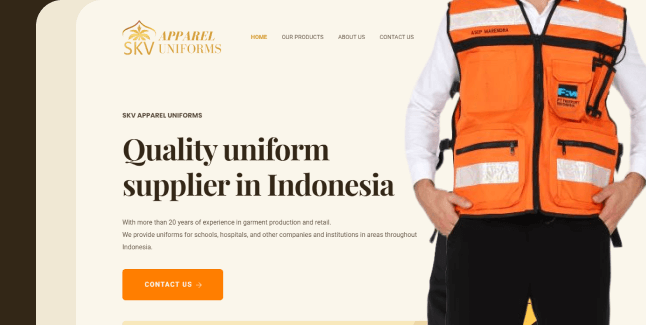 APPAREL
SKV UNIFORMS
HOME OUR PRODUCTS ABOUT US CONTACT US
SKV APPAREL UNIFORMS
Quality uniform
supplier in Indonesia
With more than 20 years of experience in garment production and retail.
We provide uniforms for schools, hospitals, and other companies and institutions in areas throughout
Indonesia.
CONTACT US →